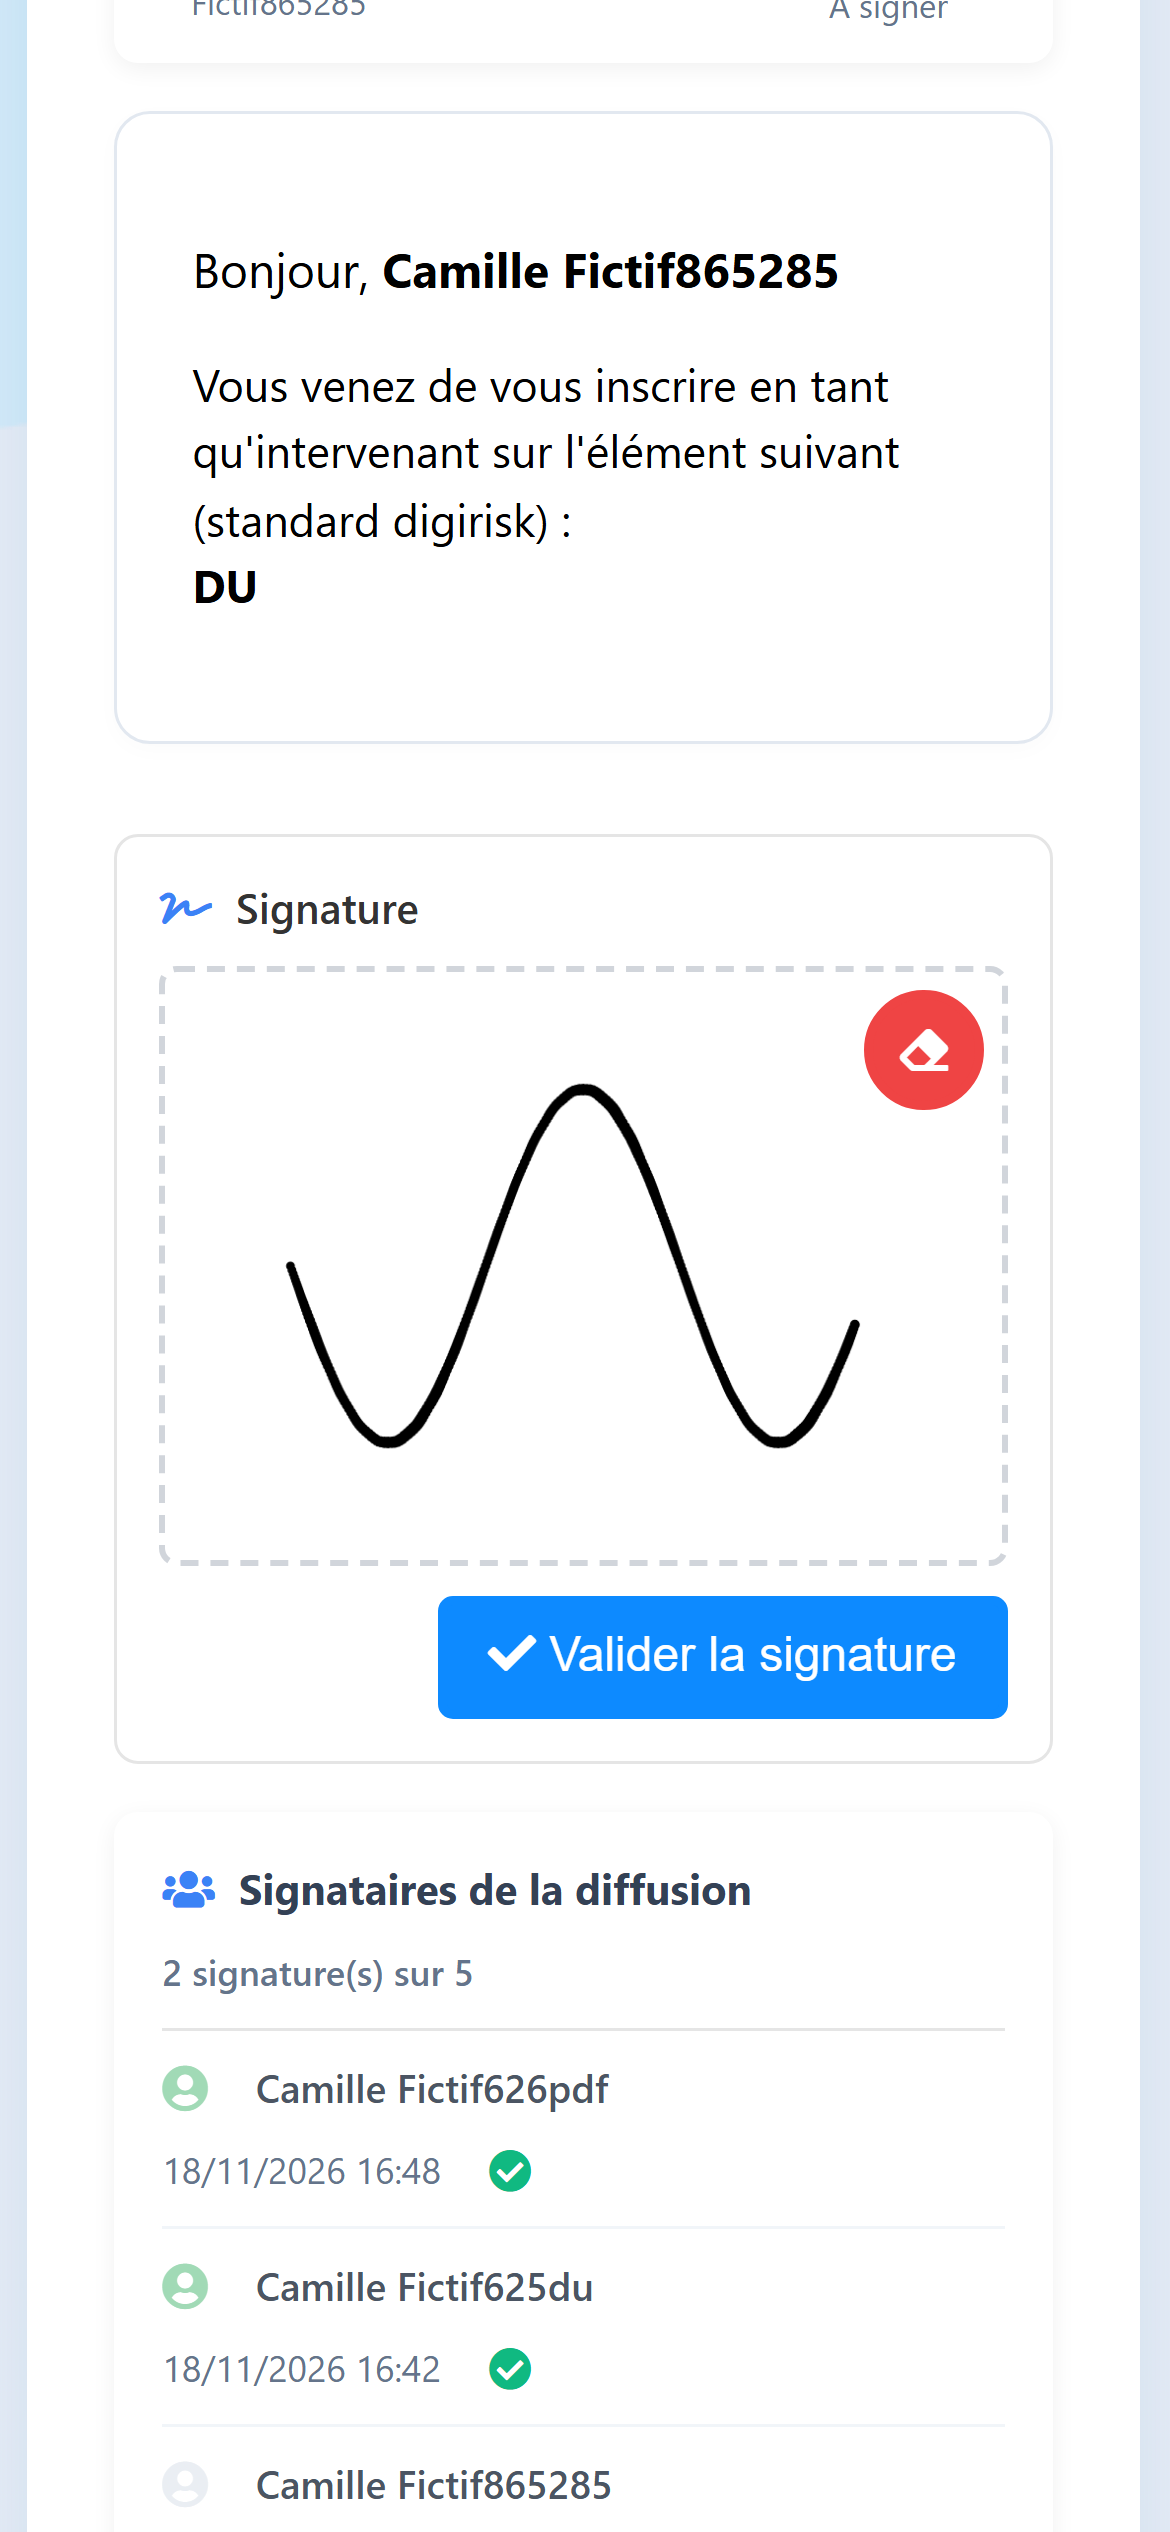 Fictif865285
À signer
Bonjour, Camille Fictif865285
Vous venez de vous inscrire en tant
qu'intervenant sur l'élément suivant
(standard digirisk) :
DU
Signature
Valider la signature
Signataires de la diffusion
2 signature(s) sur 5
Camille Fictif626pdf
18/11/2026 16:48
Camille Fictif625du
18/11/2026 16:42
Camille Fictif865285